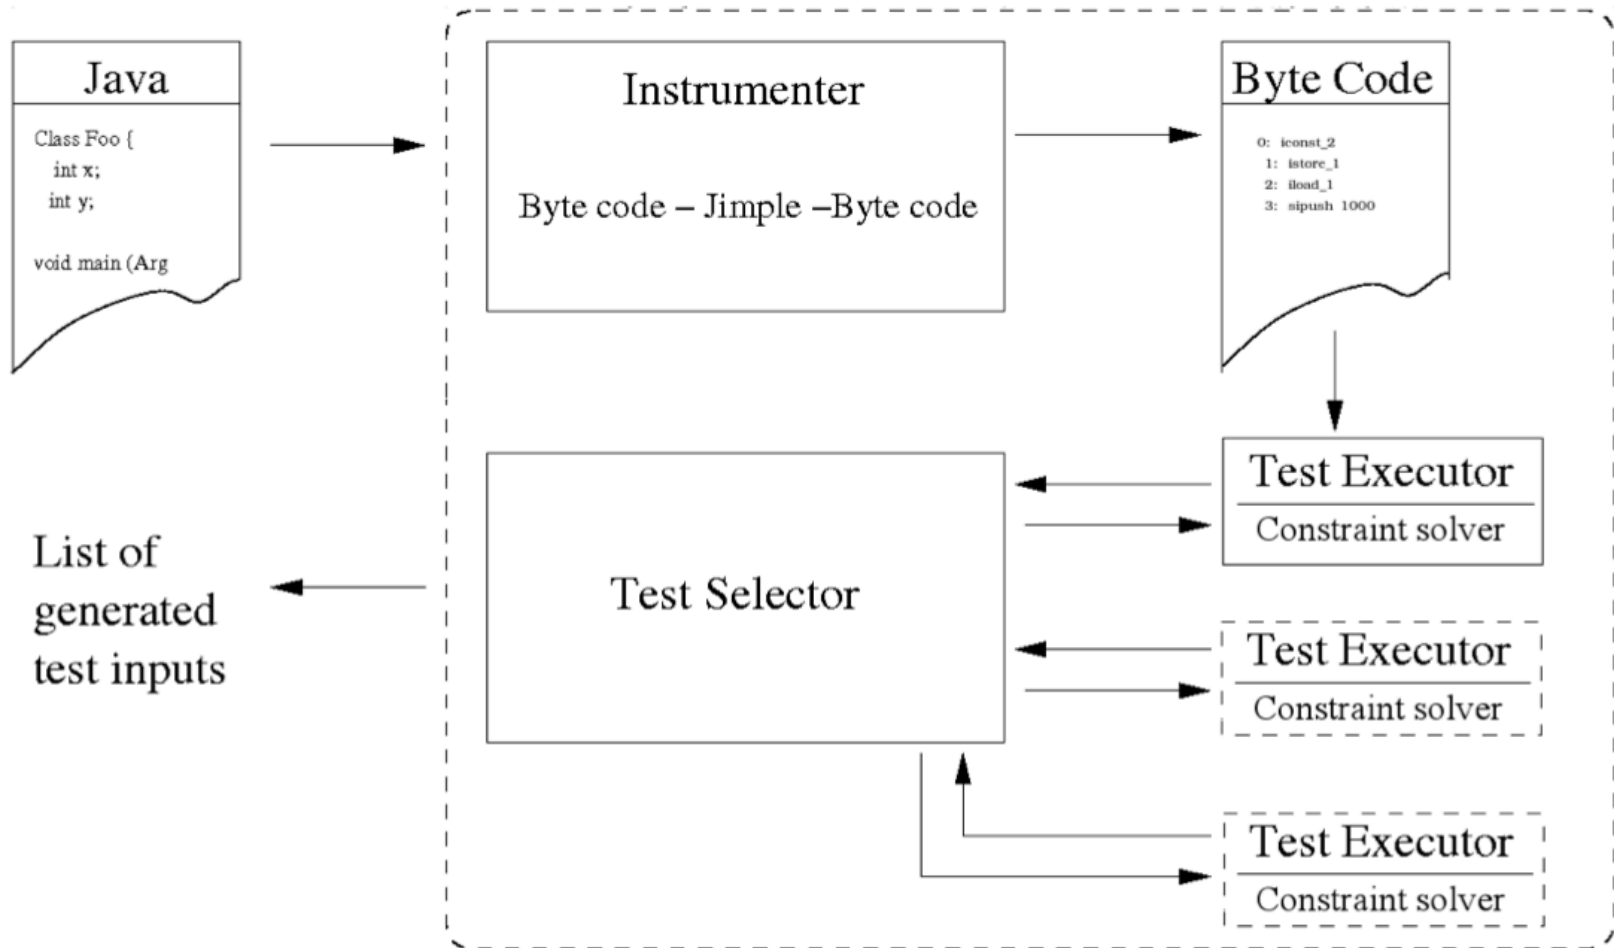 Java
Class Foo {
int x;
int y;
void main (Arg
Instrumenter
Byte code – Jimple –Byte code
Byte Code
0: iconst_2
1: istore_1
2: iload_1
3: sipush 1000
Test Executor
Constraint solver
Test Selector
List of
generated
test inputs
Test Executor
Constraint solver
Test Executor
Constraint solver